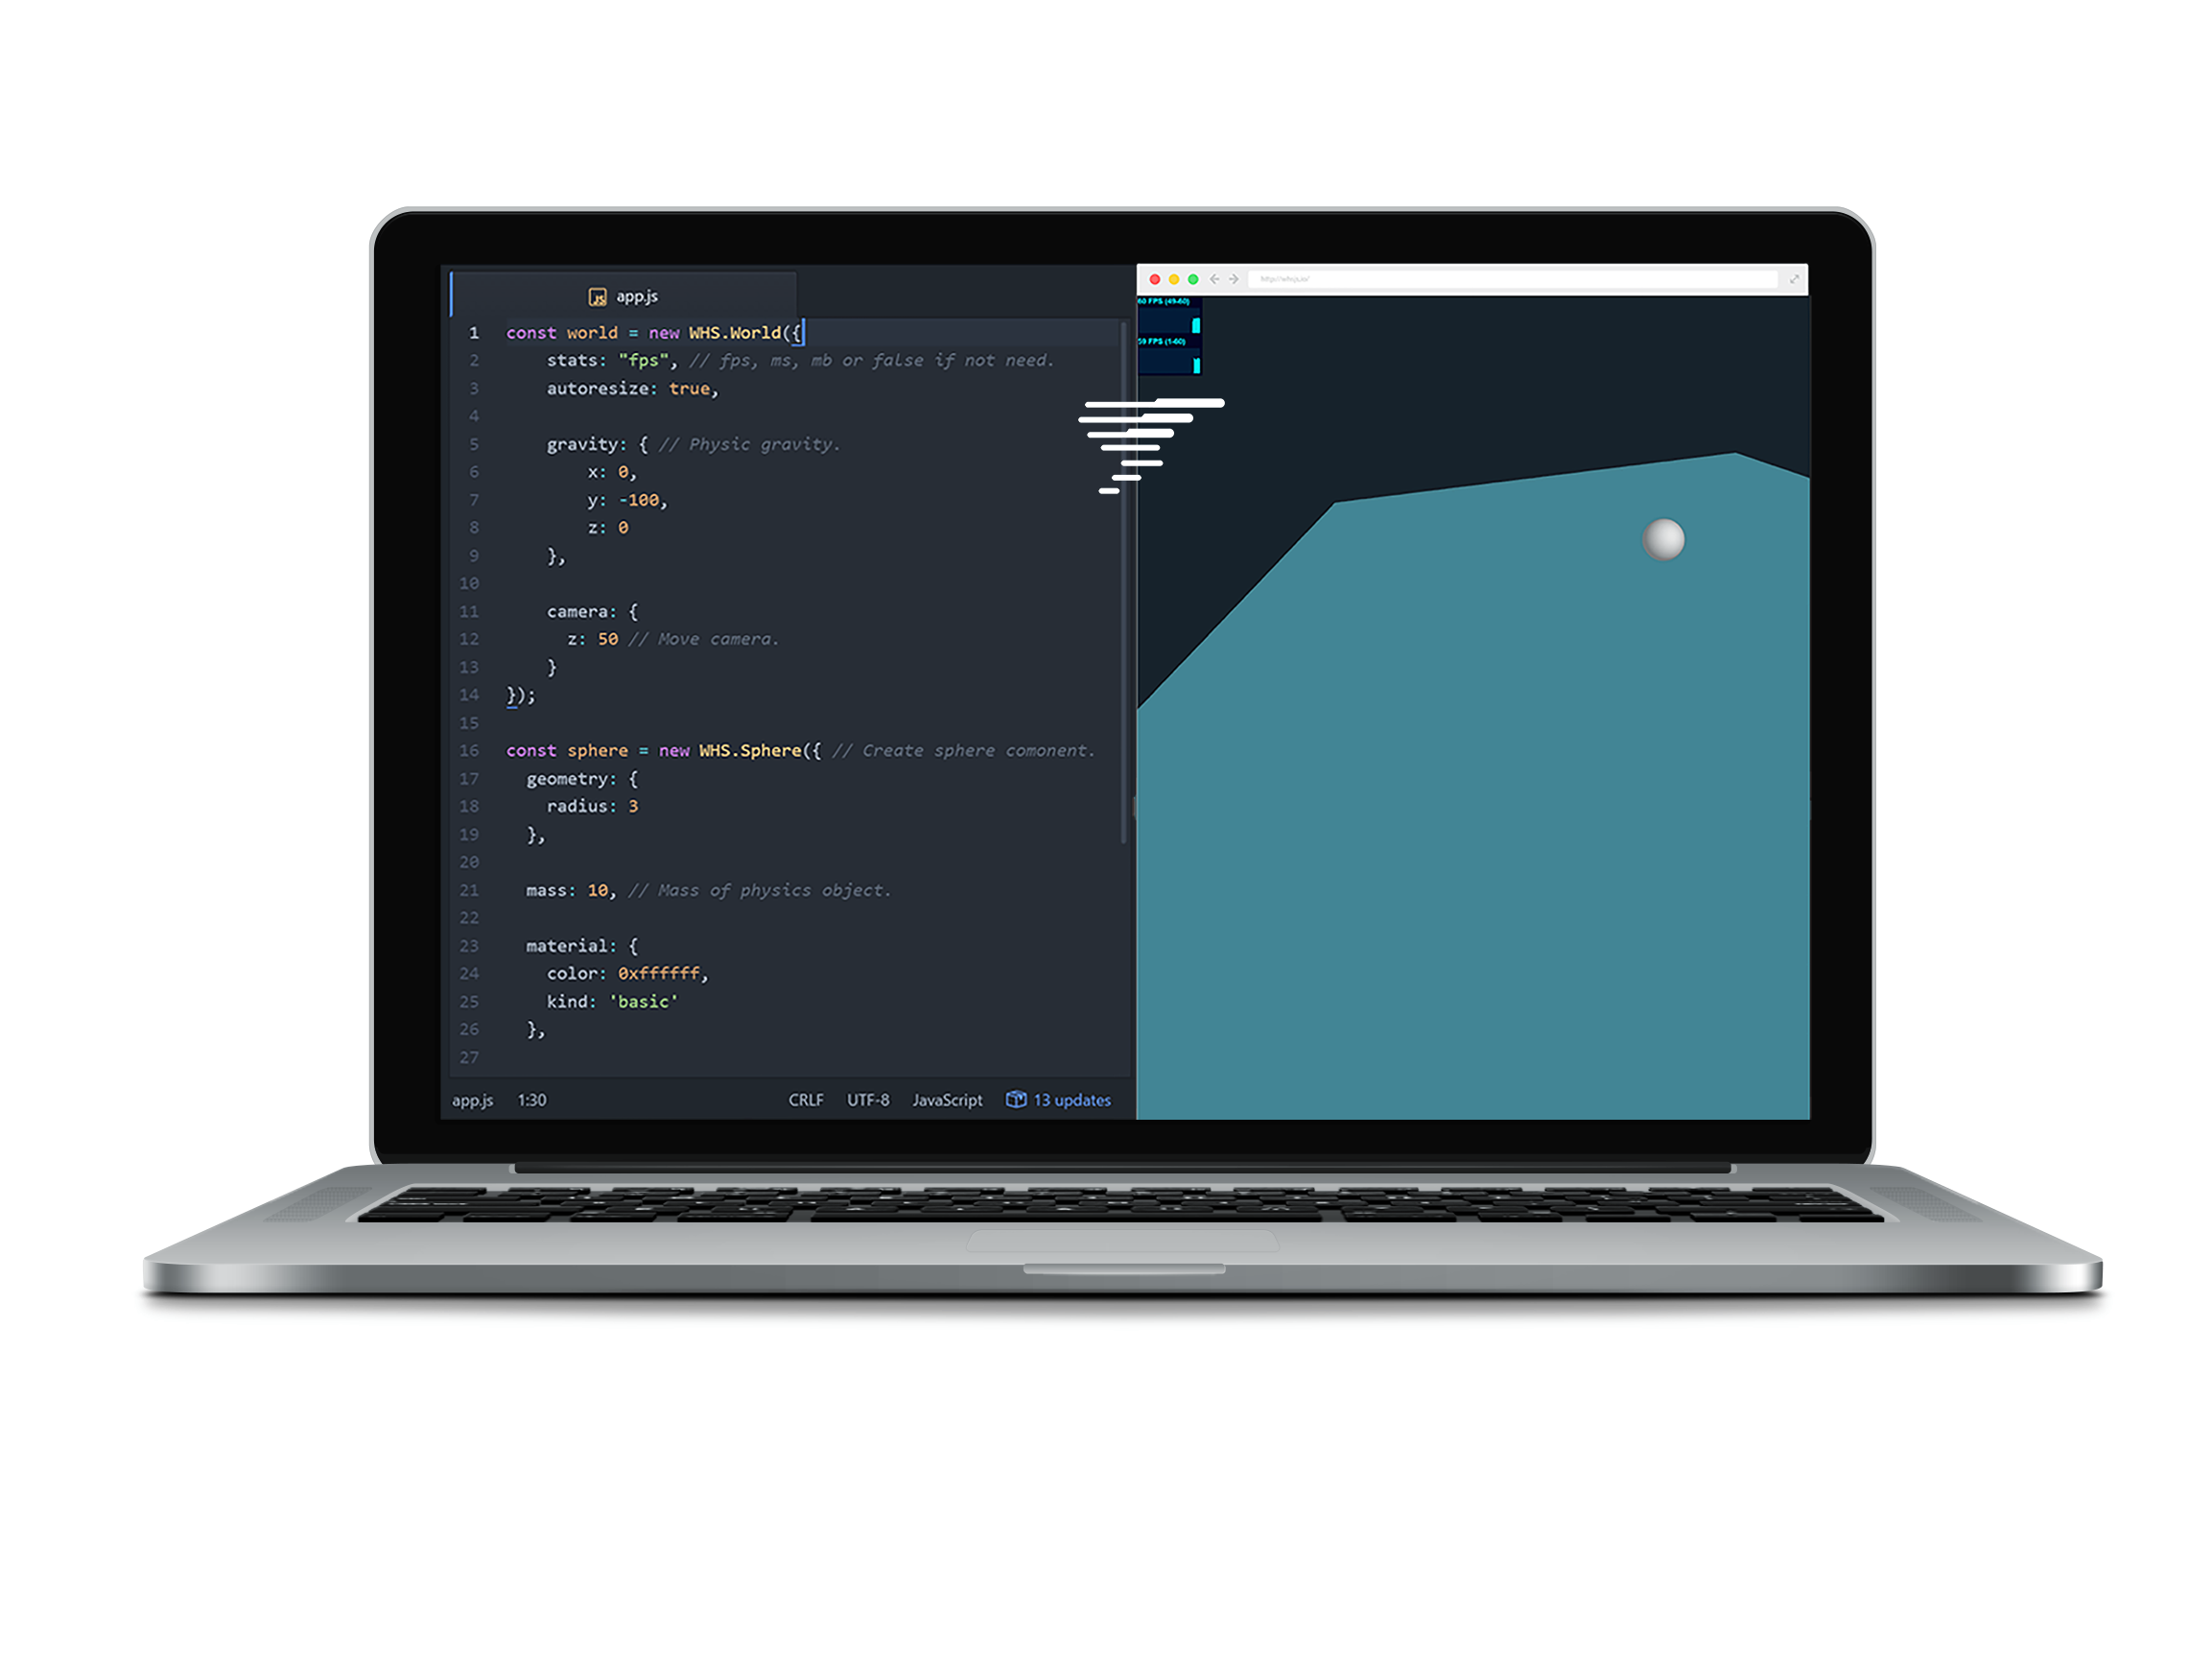 app.js
1 const world = new WHS.World({
2 stats: "fps", // fps, ms, mb or false if not need.
3 autoresize: true,
4
5 gravity: { // Physic gravity.
6 x: 0,
7 y: -100,
8 z: 0
9 },
10
11 camera: {
12 z: 50 // Move camera.
13 }
14 });
15
16 const sphere = new WHS.Sphere({ // Create sphere comonent.
17 geometry: {
18 radius: 3
19 },
20
21 mass: 10, // Mass of physics object.
22
23 material: {
24 color: 0xffffff,
25 kind: 'basic'
26 },
27
app.js 1:30 CRLF UTF-8 JavaScript 13 updates
http://whsjs.io/
60 FPS (49-60)
59 FPS (1-60)